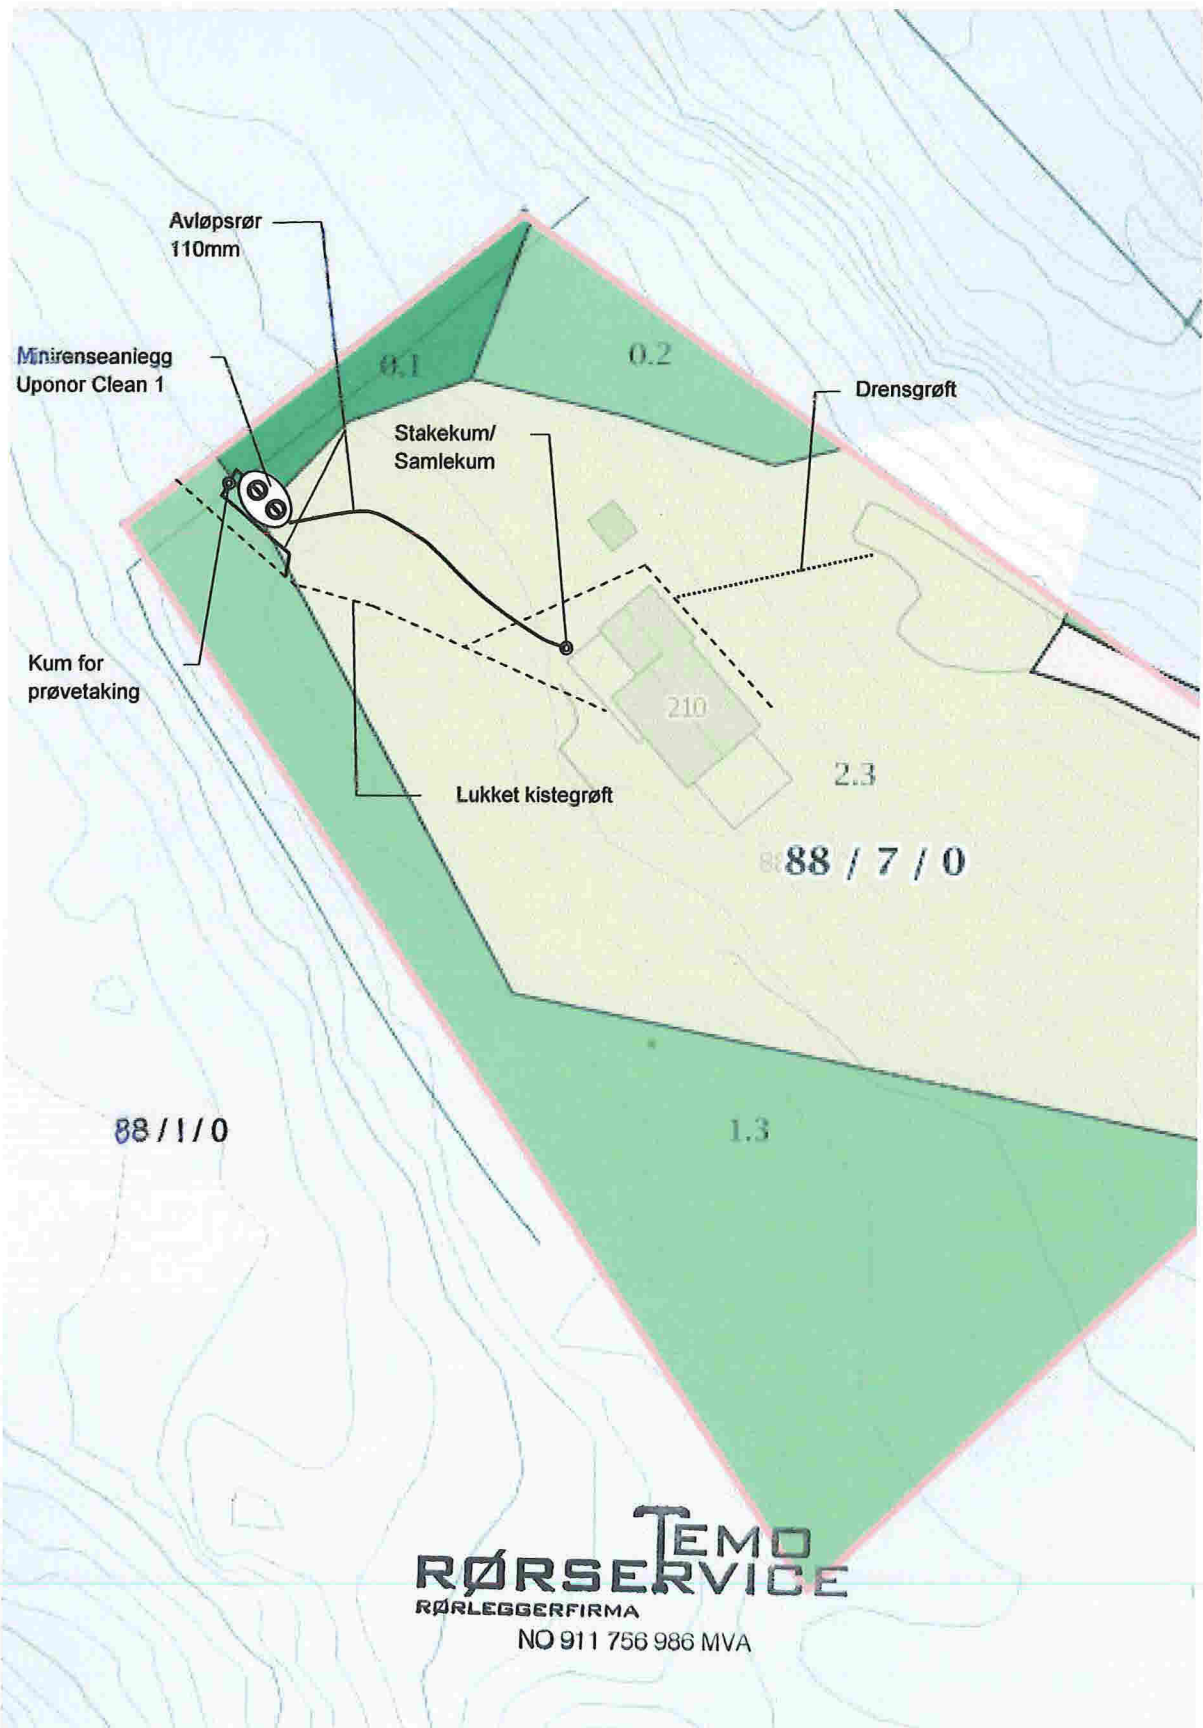 Avløpsrør
110mm
Minirenseanlegg
Uponor Clean 1
0.1
0.2
Drensgrøft
Stakekum/
Samlekum
Kum for
prøvetaking
210
2.3
Lukket kistegrøft
88 / 7 / 0
88/1/0
1.3
TEMO
RØRSERVICE
RØRLEGGERFIRMA
NO 911 756 986 MVA